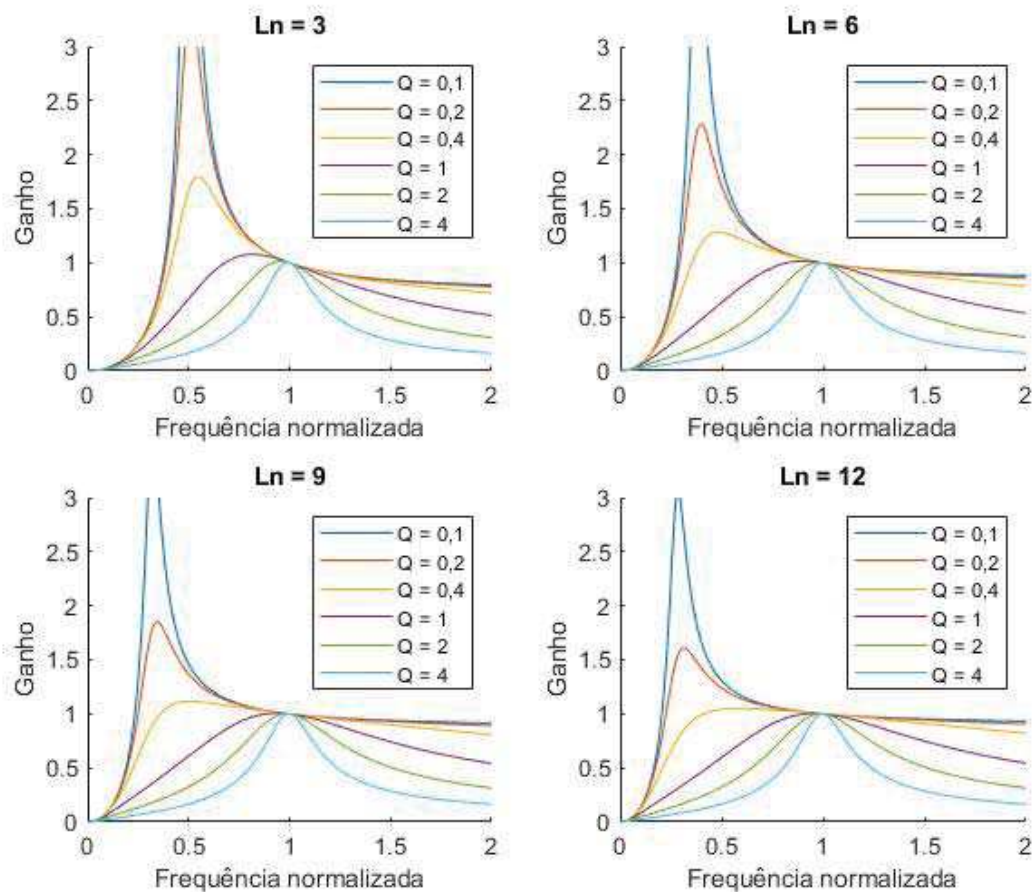 Ln = 3
3
2.5
2
1.5
1
0.5
0
Ganho
Q = 0,1
Q = 0,2
Q = 0,4
Q = 1
Q = 2
Q = 4
0 0.5 1 1.5 2
Frequência normalizada
Ln = 6
3
2.5
2
1.5
1
0.5
0
Ganho
Q = 0,1
Q = 0,2
Q = 0,4
Q = 1
Q = 2
Q = 4
0 0.5 1 1.5 2
Frequência normalizada
Ln = 9
3
2.5
2
1.5
1
0.5
0
Ganho
Q = 0,1
Q = 0,2
Q = 0,4
Q = 1
Q = 2
Q = 4
0 0.5 1 1.5 2
Frequência normalizada
Ln = 12
3
2.5
2
1.5
1
0.5
0
Ganho
Q = 0,1
Q = 0,2
Q = 0,4
Q = 1
Q = 2
Q = 4
0 0.5 1 1.5 2
Frequência normalizada